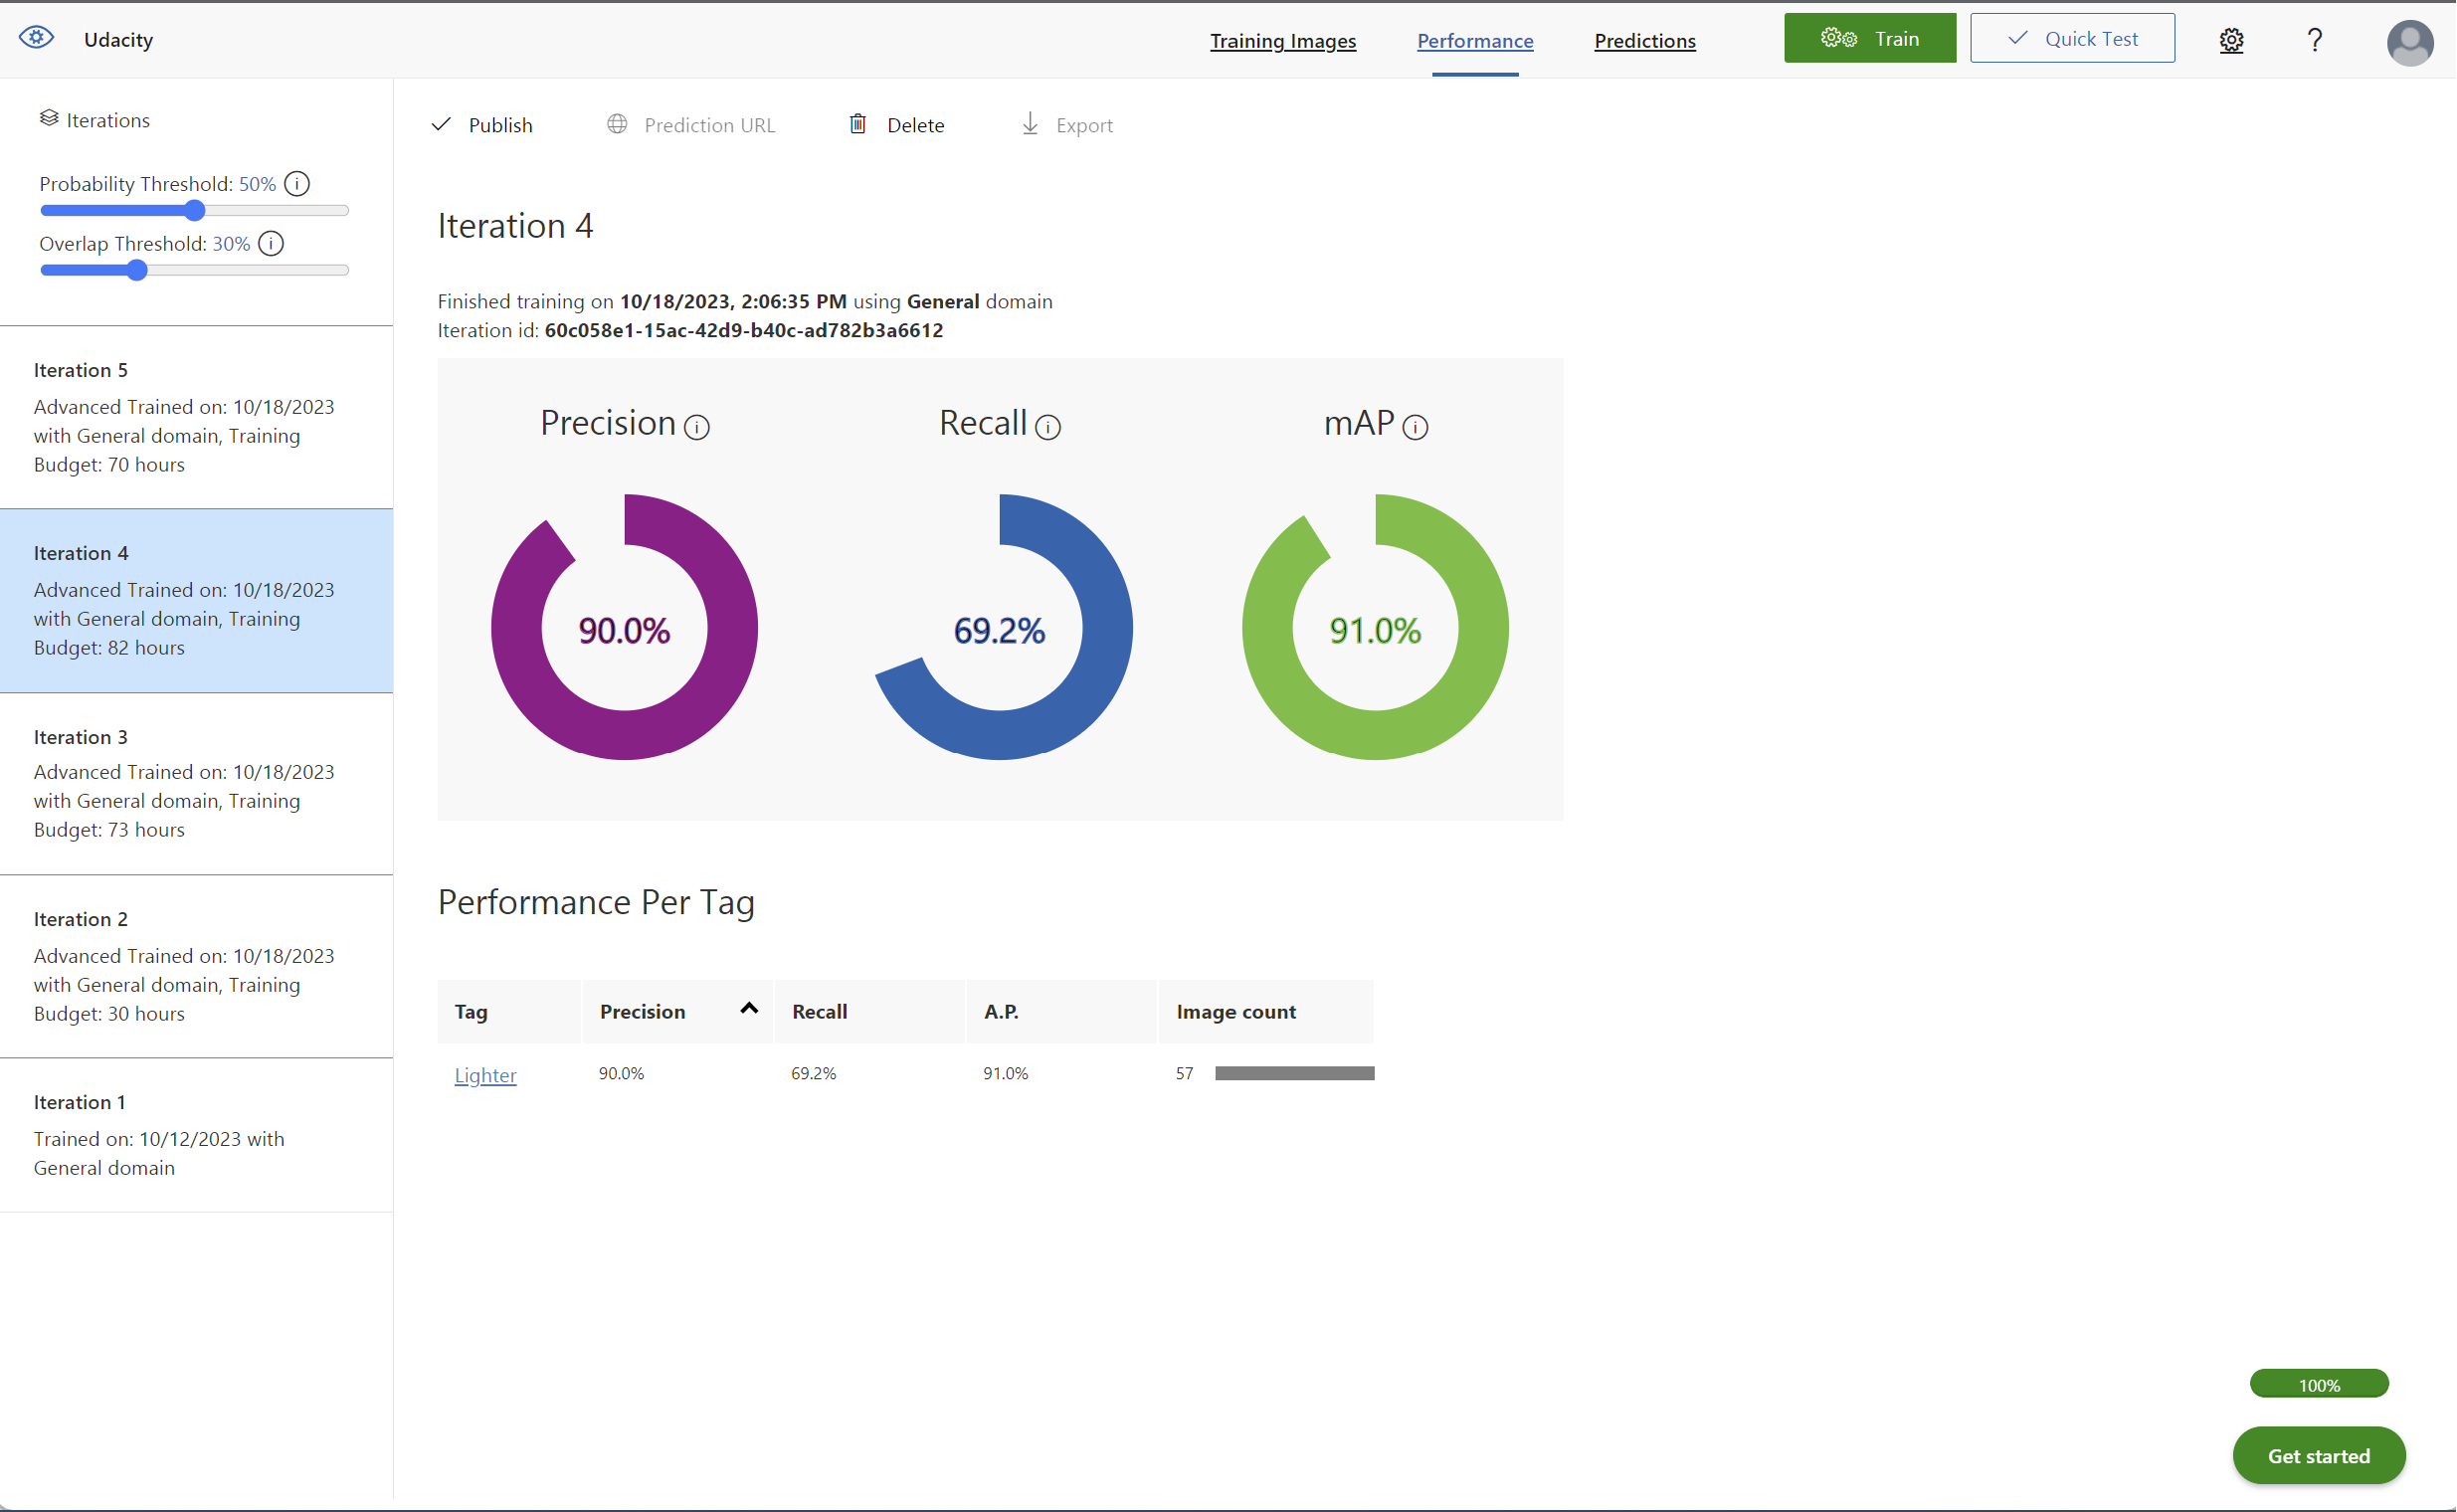 Udacity
Training Images
Performance
Predictions
Train
Quick Test
?
Iterations
Probability Threshold: 50% i
Overlap Threshold: 30% i
Iteration 5
Advanced Trained on: 10/18/2023
with General domain, Training
Budget: 70 hours
Iteration 4
Advanced Trained on: 10/18/2023
with General domain, Training
Budget: 82 hours
Iteration 3
Advanced Trained on: 10/18/2023
with General domain, Training
Budget: 73 hours
Iteration 2
Advanced Trained on: 10/18/2023
with General domain, Training
Budget: 30 hours
Iteration 1
Trained on: 10/12/2023 with
General domain
Publish
Prediction URL
Delete
Export
Iteration 4
Finished training on 10/18/2023, 2:06:35 PM using General domain
Iteration id: 60c058e1-15ac-42d9-b40c-ad782b3a6612
Precision i
Recall i
mAP i
90.0%
69.2%
91.0%
Performance Per Tag
Tag Precision Recall A.P. Image count
Lighter 90.0% 69.2% 91.0% 57
100%
Get started